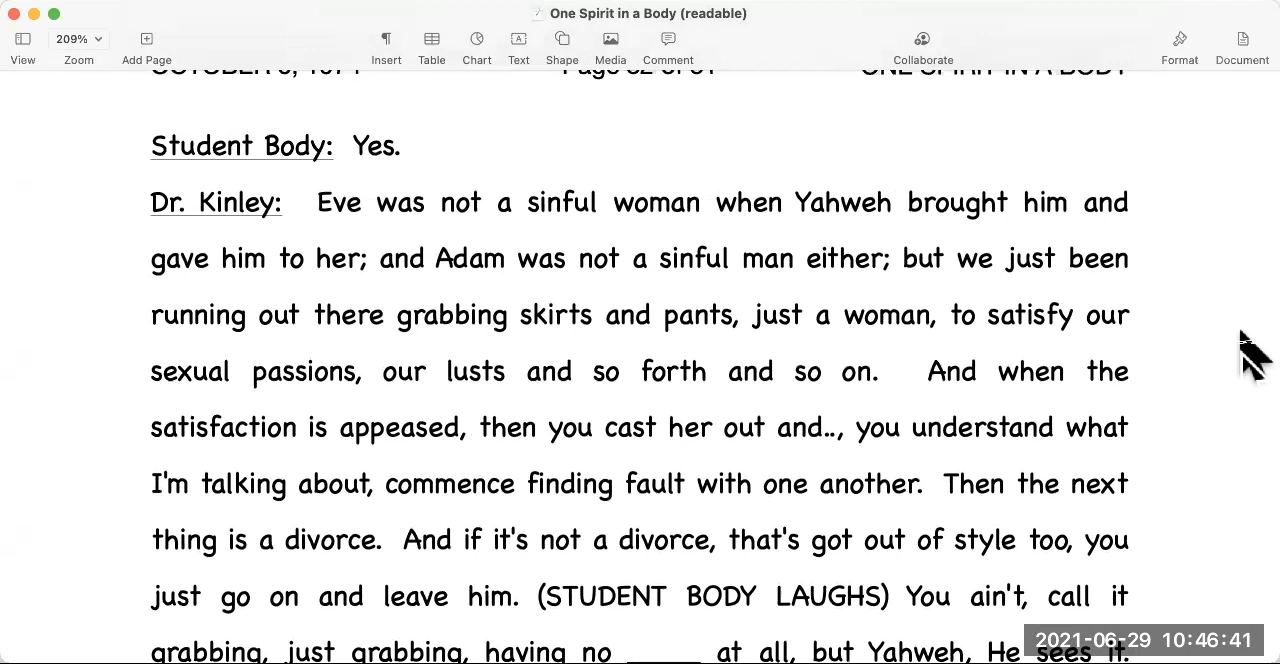 One Spirit in a Body (readable)
209%
View Zoom Add Page Insert Table Chart Text Shape Media Comment Collaborate Format Document
Student Body: Yes.
Dr. Kinley: Eve was not a sinful woman when Yahweh brought him and
gave him to her; and Adam was not a sinful man either; but we just been
running out there grabbing skirts and pants, just a woman, to satisfy our
sexual passions, our lusts and so forth and so on. And when the
satisfaction is appeased, then you cast her out and.., you understand what
I'm talking about, commence finding fault with one another. Then the next
thing is a divorce. And if it's not a divorce, that's got out of style too, you
just go on and leave him. (STUDENT BODY LAUGHS) You ain't, call it
grabbing, just grabbing, having no ______ at all, but Yahweh, He sees it.
2021-06-29 10:46:41